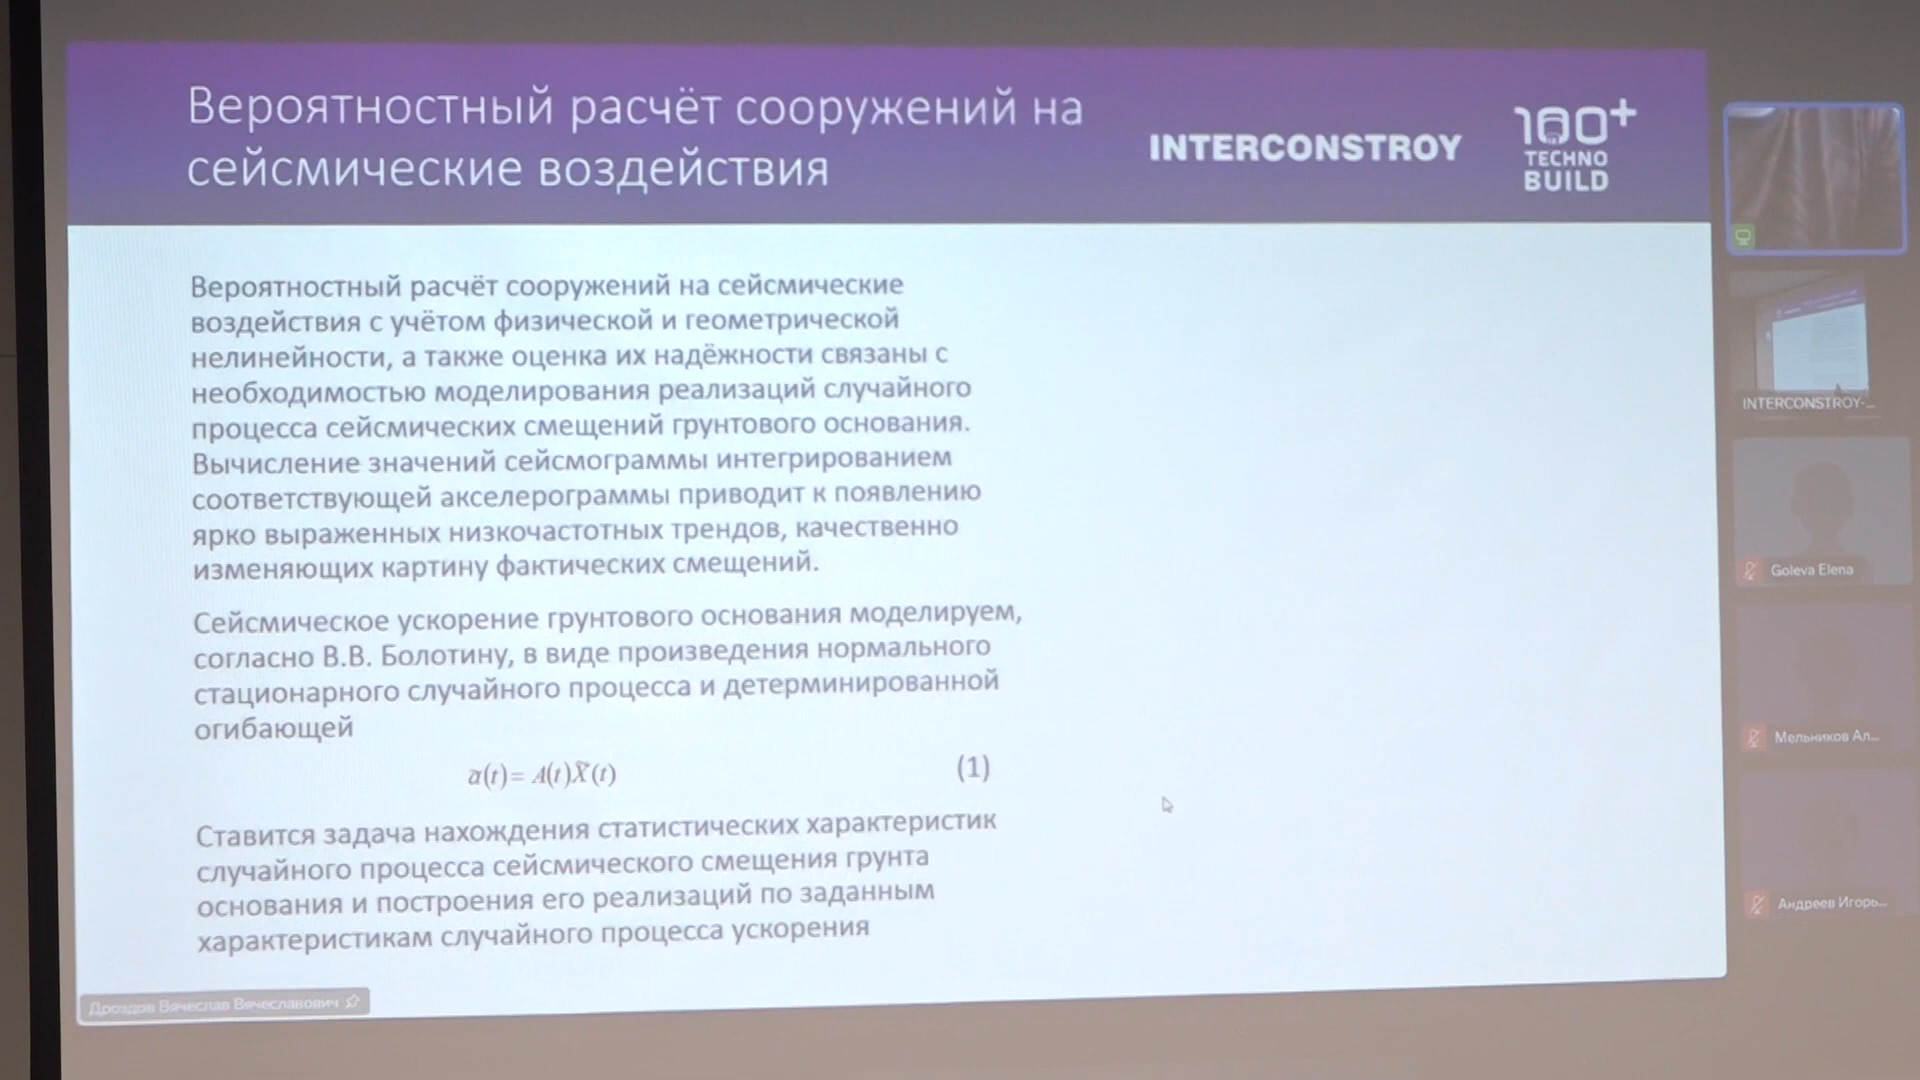 Вероятностный расчёт сооружений на
сейсмические воздействия
INTERCONSTROY
100+
TECHNO
BUILD
Вероятностный расчёт сооружений на сейсмические
воздействия с учётом физической и геометрической
нелинейности, а также оценка их надёжности связаны с
необходимостью моделирования реализаций случайного
процесса сейсмических смещений грунтового основания.
Вычисление значений сейсмограммы интегрированием
соответствующей акселерограммы приводит к появлению
ярко выраженных низкочастотных трендов, качественно
изменяющих картину фактических смещений.
Сейсмическое ускорение грунтового основания моделируем,
согласно В.В. Болотину, в виде произведения нормального
стационарного случайного процесса и детерминированной
огибающей
ã(t)= A(t)X̃(t) (1)
Ставится задача нахождения статистических характеристик
случайного процесса сейсмического смещения грунта
основания и построения его реализаций по заданным
характеристикам случайного процесса ускорения
Дроздов Вячеслав Вячеславович
INTERCONSTROY-...
Goleva Elena
Мельников Ал...
Андреев Игорь...